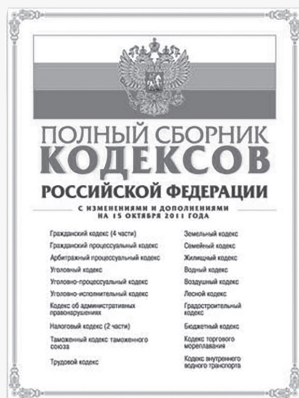 ПОЛНЫЙ СБОРНИК
КОДЕКСОВ
РОССИЙСКОЙ ФЕДЕРАЦИИ
С ИЗМЕНЕНИЯМИ И ДОПОЛНЕНИЯМИ
НА 15 ОКТЯБРЯ 2011 ГОДА
Гражданский кодекс (4 части)
Гражданский процессуальный кодекс
Арбитражный процессуальный кодекс
Уголовный кодекс
Уголовно-процессуальный кодекс
Уголовно-исполнительный кодекс
Кодекс об административных
правонарушениях
Налоговый кодекс (2 части)
Таможенный кодекс таможенного
союза
Трудовой кодекс
Земельный кодекс
Семейный кодекс
Жилищный кодекс
Водный кодекс
Воздушный кодекс
Лесной кодекс
Градостроительный
кодекс
Бюджетный кодекс
Кодекс торгового
мореплавания
Кодекс внутреннего
водного транспорта